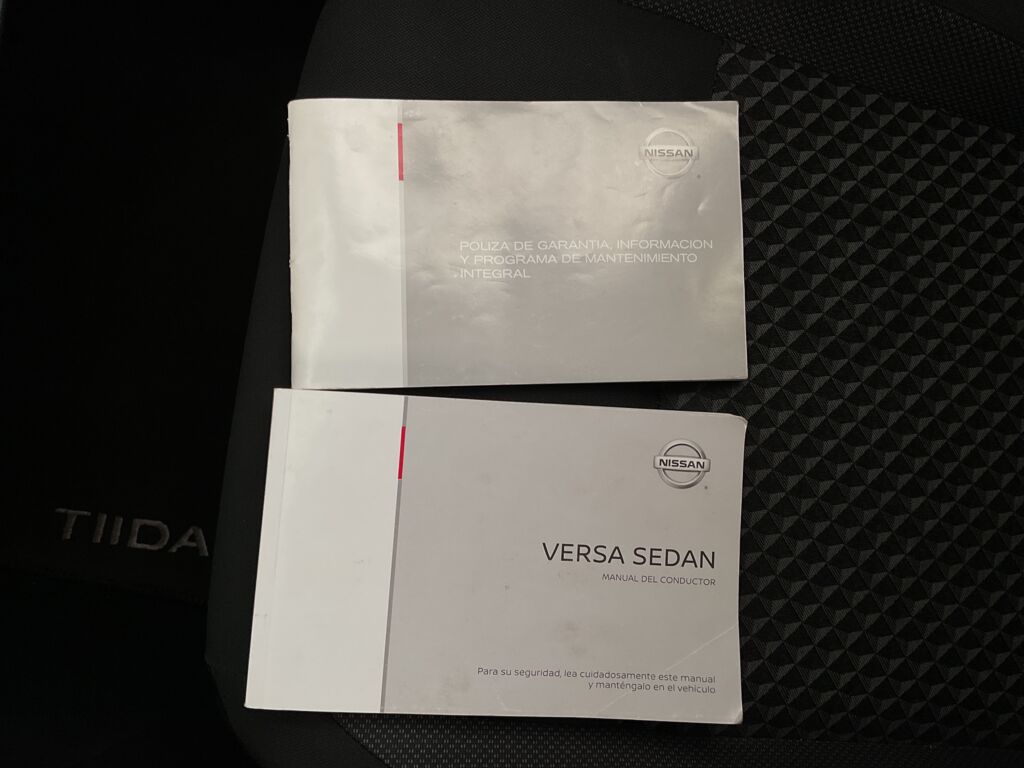 NISSAN
POLIZA DE GARANTIA, INFORMACION
Y PROGRAMA DE MANTENIMIENTO
INTEGRAL
NISSAN
TIIDA
VERSA SEDAN
MANUAL DEL CONDUCTOR
Para su seguridad, lea cuidadosamente este manual
y manténgalo en el vehículo